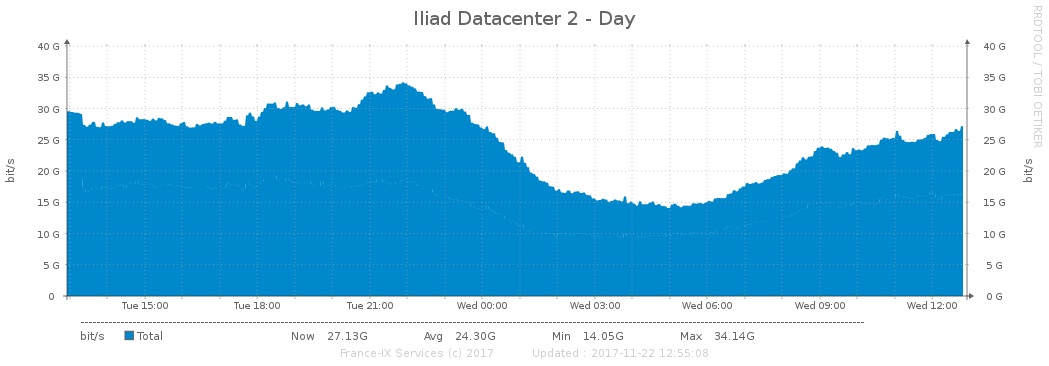 Iliad Datacenter 2 - Day
RRDTOOL / TOBI OETIKER
bit/s
40 G 40 G
35 G 35 G
30 G 30 G
25 G 25 G
20 G 20 G
15 G 15 G
10 G 10 G
5 G 5 G
0 0 G
bit/s
Tue 15:00 Tue 18:00 Tue 21:00 Wed 00:00 Wed 03:00 Wed 06:00 Wed 09:00 Wed 12:00
bit/s Total Now 27.13G Avg 24.30G Min 14.05G Max 34.14G
France-IX Services (c) 2017 Updated : 2017-11-22 12:55:08